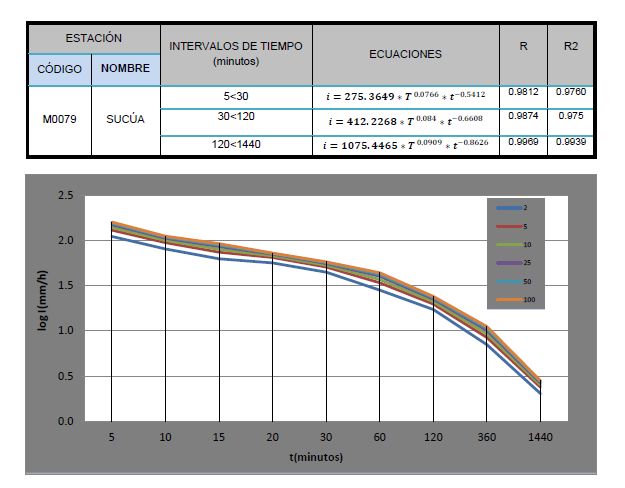 ESTACIÓN INTERVALOS DE TIEMPO (minutos) ECUACIONES R R2
CÓDIGO NOMBRE
M0079 SUCÚA
5<30 i = 275.3649 * T^0.0766 * t^-0.5412 0.9812 0.9760
30<120 i = 412.2268 * T^0.084 * t^-0.6608 0.9874 0.975
120<1440 i = 1075.4465 * T^0.0909 * t^-0.8626 0.9969 0.9939
2.5
2.0
1.5
1.0
0.5
0.0
log I(mm/h)
2
5
10
25
50
100
5 10 15 20 30 60 120 360 1440
t(minutos)